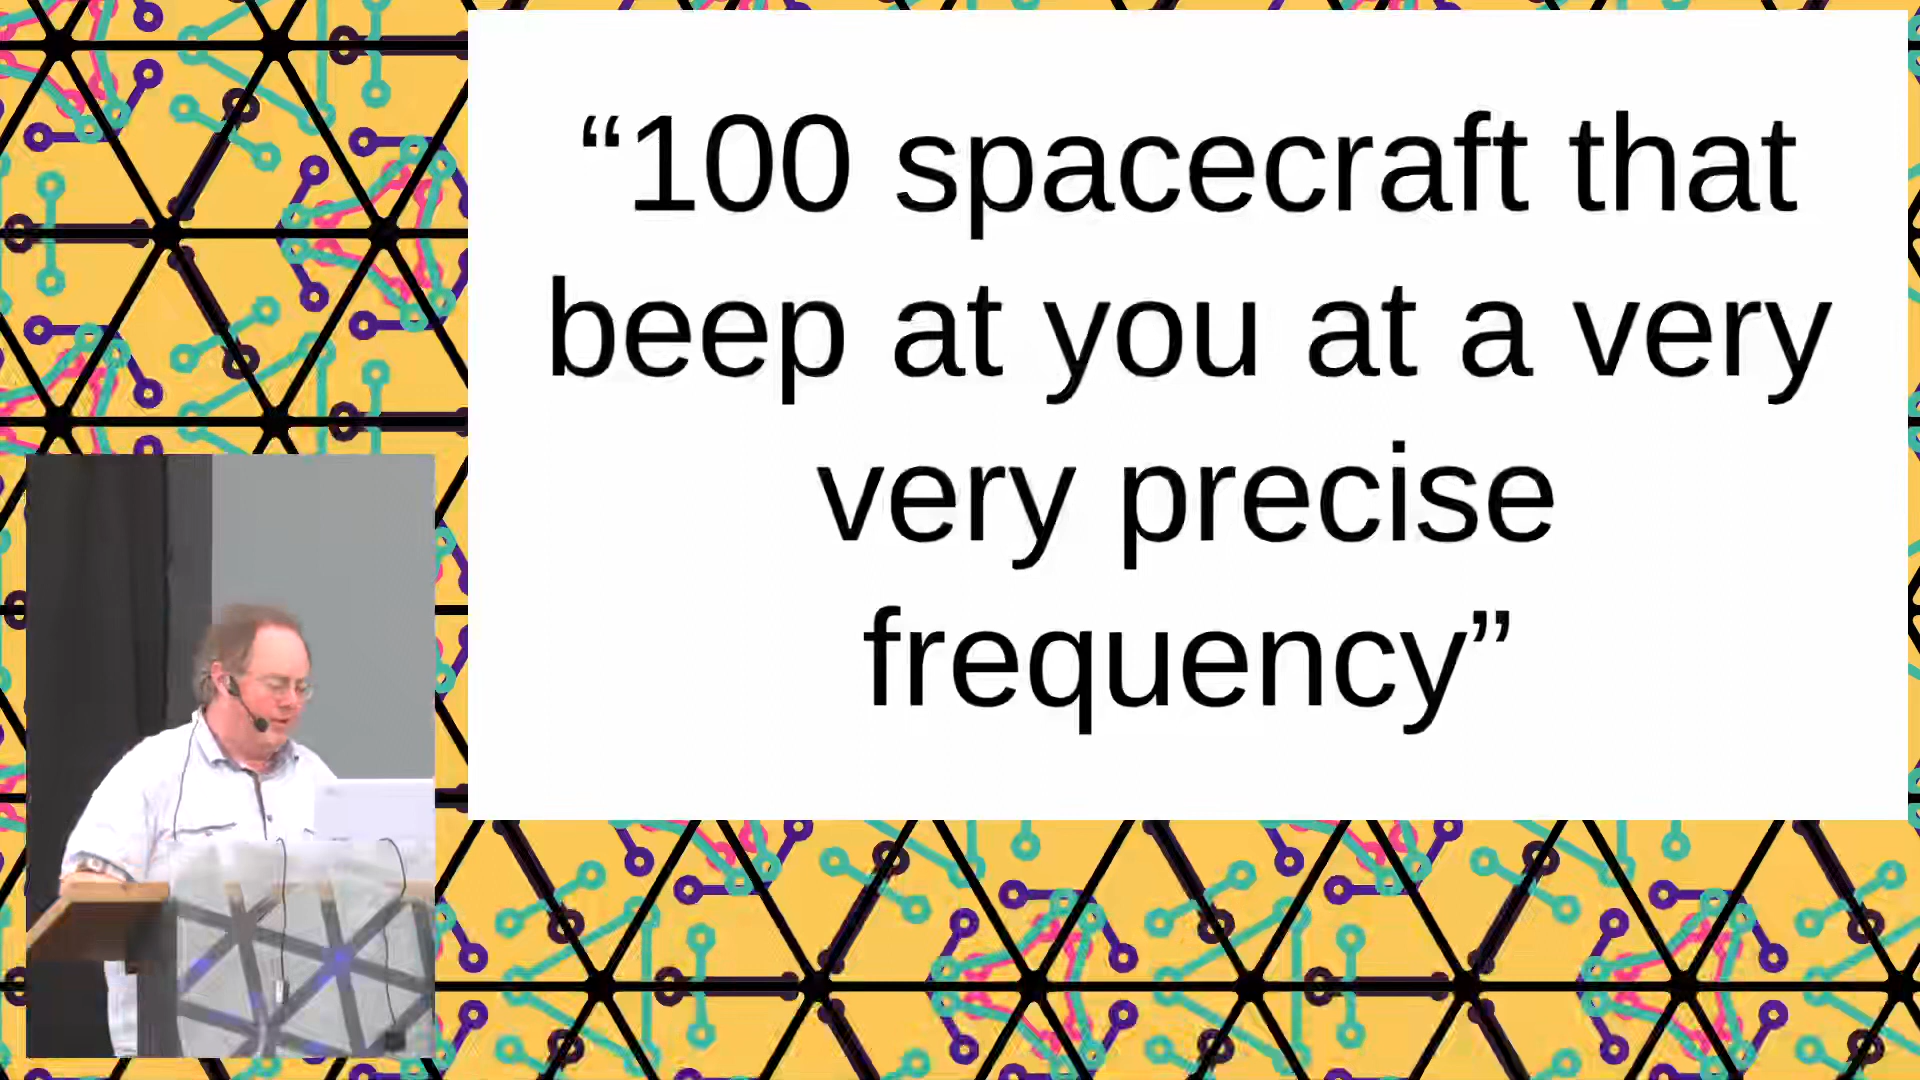 “100 spacecraft that
beep at you at a very
very precise
frequency”